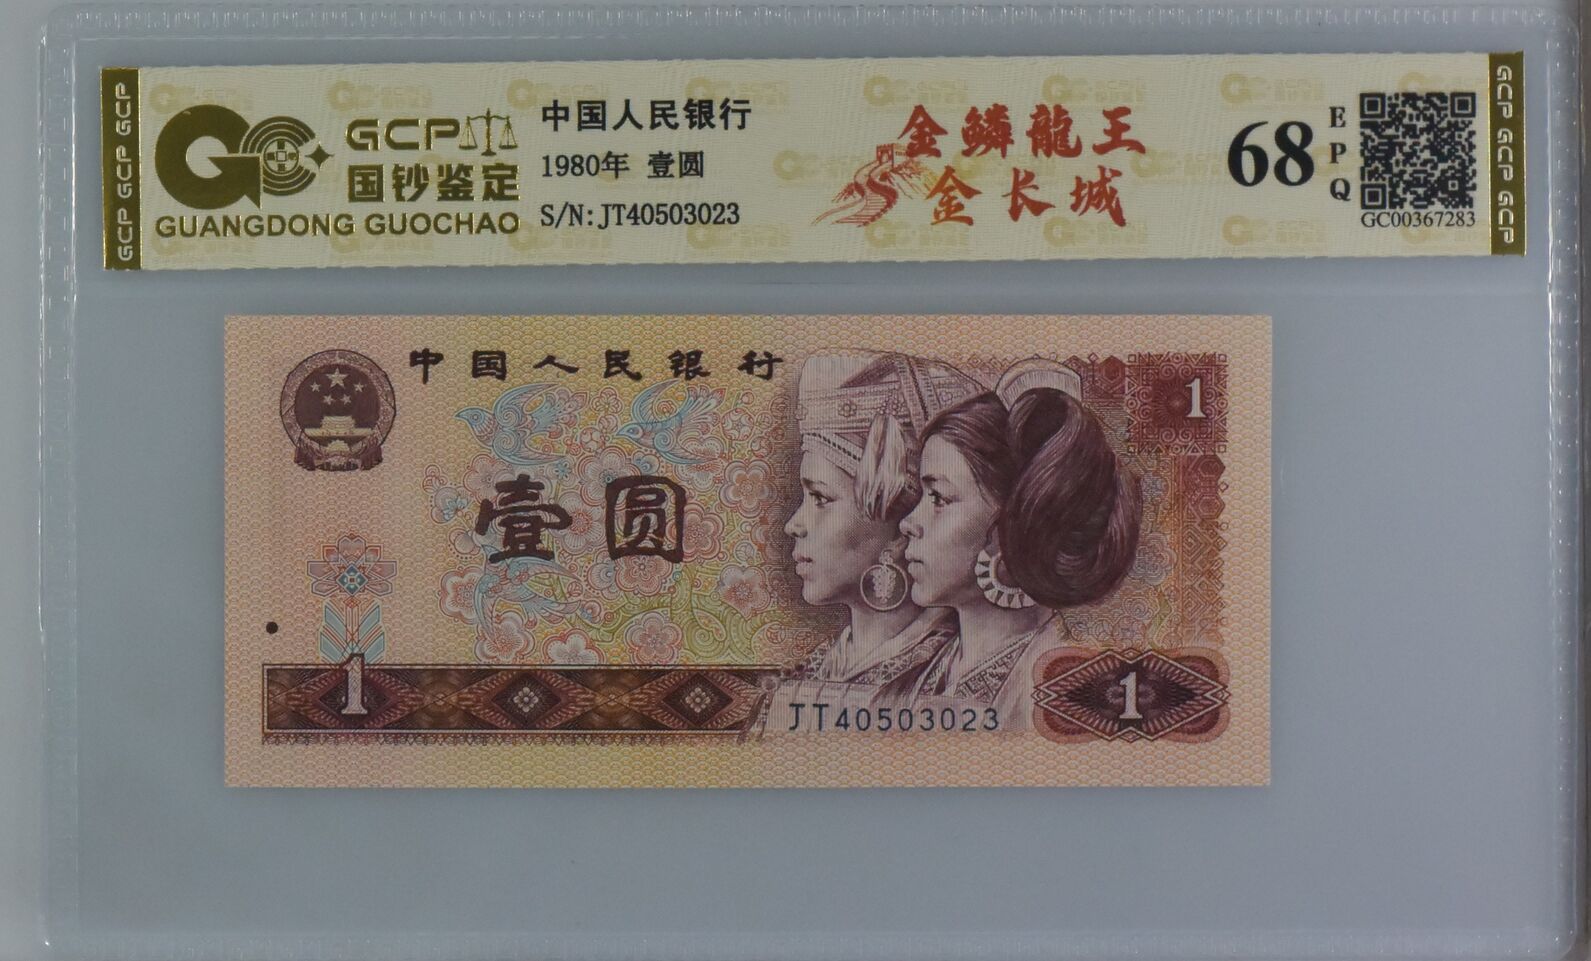 GCP GCP GCP
GC
GCP
国钞鉴定
GUANGDONG GUOCHAO
中国人民银行
1980年 壹圆
S/N:JT40503023
金鳞龍王
金长城
68
EPQ
GC00367283
GCP GCP GCP
中国人民银行
1
壹圆
1
JT40503023
1